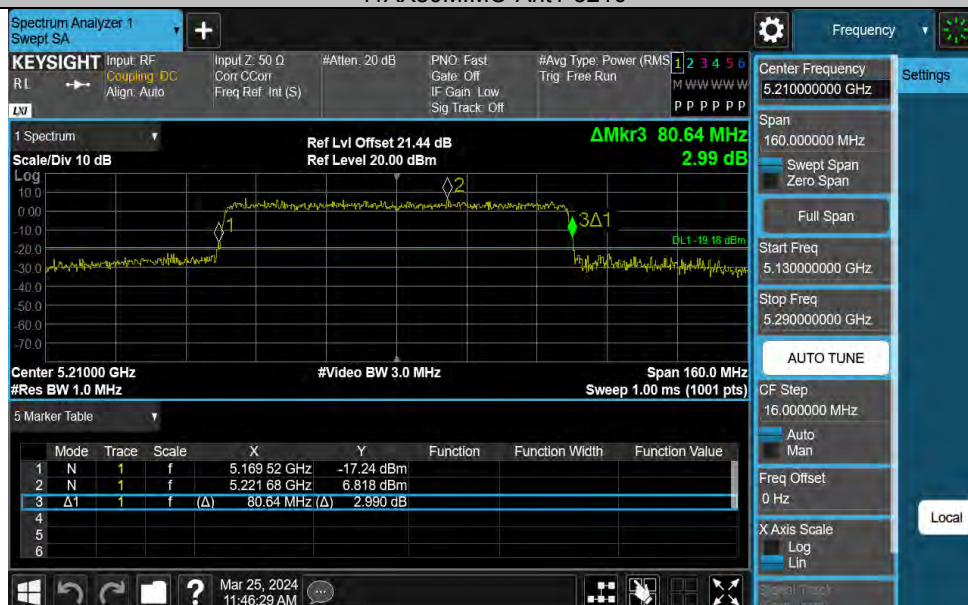 Spectrum Analyzer 1
Swept SA
+
Frequency
KEYSIGHT
RL
LXI
Input: RF
Coupling: DC
Align: Auto
Input Z: 50 Ω
Corr CCorr
Freq Ref: Int (S)
#Atten: 20 dB
PNO: Fast
Gate: Off
IF Gain: Low
Sig Track: Off
#Avg Type: Power (RMS
Trig: Free Run
1 2 3 4 5 6
M W W W W W
P P P P P P
1 Spectrum
Scale/Div 10 dB
Ref Lvl Offset 21.44 dB
Ref Level 20.00 dBm
ΔMkr3 80.64 MHz
2.99 dB
Log
10.0
0.00
-10.0
-20.0
-30.0
-40.0
-50.0
-60.0
-70.0
1
2
3Δ1
DL1 -19.18 dBm
Center 5.21000 GHz
#Res BW 1.0 MHz
#Video BW 3.0 MHz
Span 160.0 MHz
Sweep 1.00 ms (1001 pts)
5 Marker Table
Mode Trace Scale X Y Function Function Width Function Value
1 N 1 f 5.169 52 GHz -17.24 dBm
2 N 1 f 5.221 68 GHz 6.818 dBm
3 Δ1 1 f (Δ) 80.64 MHz (Δ) 2.990 dB
4
5
6
?
Mar 25, 2024
11:46:29 AM
Center Frequency
5.210000000 GHz
Span
160.000000 MHz
Swept Span
Zero Span
Full Span
Start Freq
5.130000000 GHz
Stop Freq
5.290000000 GHz
AUTO TUNE
CF Step
16.000000 MHz
Auto
Man
Freq Offset
0 Hz
X Axis Scale
Log
Lin
Signal Track
Settings
Local